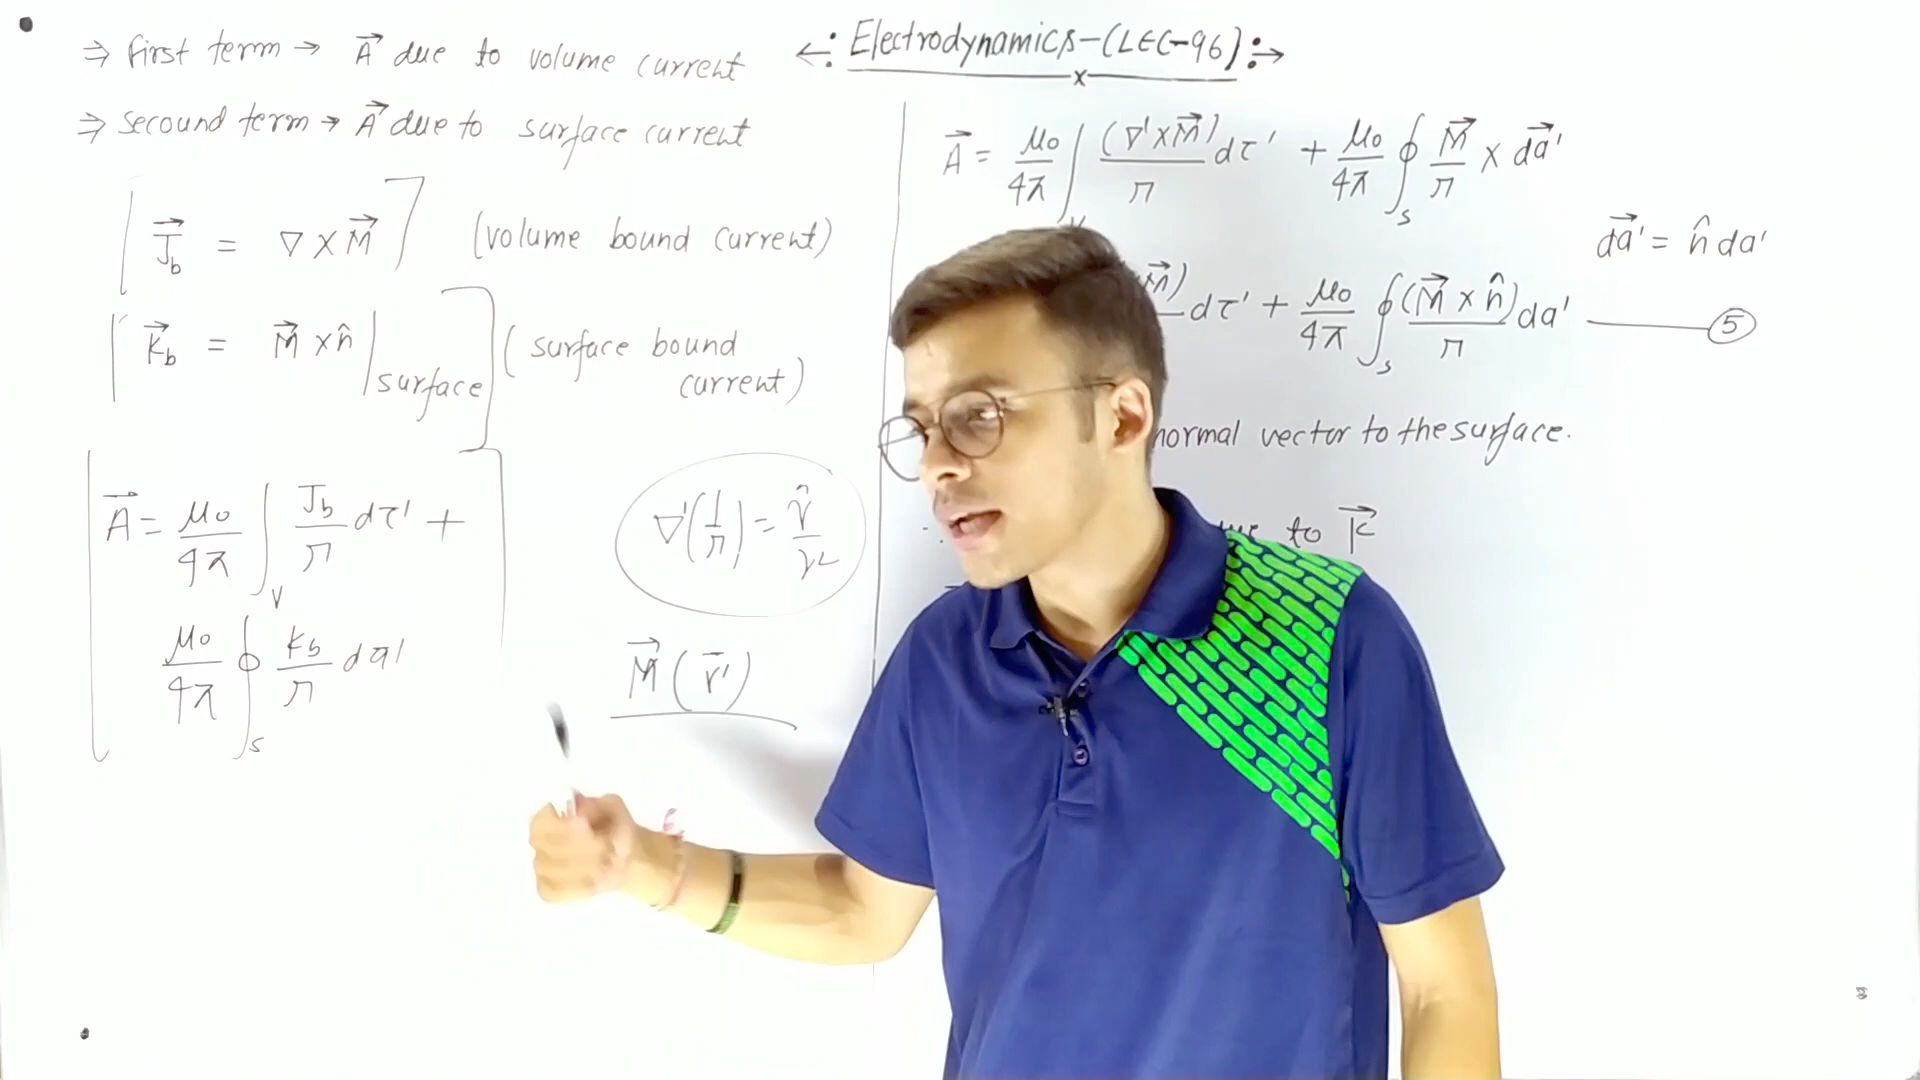 ←: Electrodynamics-(LEC-96) :→
x
⇒ First term → A⃗ due to volume current
⇒ secound term → A⃗ due to surface current
J⃗b = ∇ × M⃗ (volume bound current)
K⃗b = M⃗ × n̂ |surface (surface bound
current)
A⃗ = μ₀/4π ∫V Jb/r dτ' +
μ₀/4π ∮S Kb/r da'
∇'(1/r) = r̂/r²
M⃗(r⃗')
A⃗ = μ₀/4π ∫ (∇' × M⃗)/r dτ' + μ₀/4π ∮S M⃗/r × da⃗'
da⃗' = n̂ da'
M⃗) dτ' + μ₀/4π ∮S (M⃗ × n̂)/r da' — ⑤
normal vector to the surface.
to K⃗